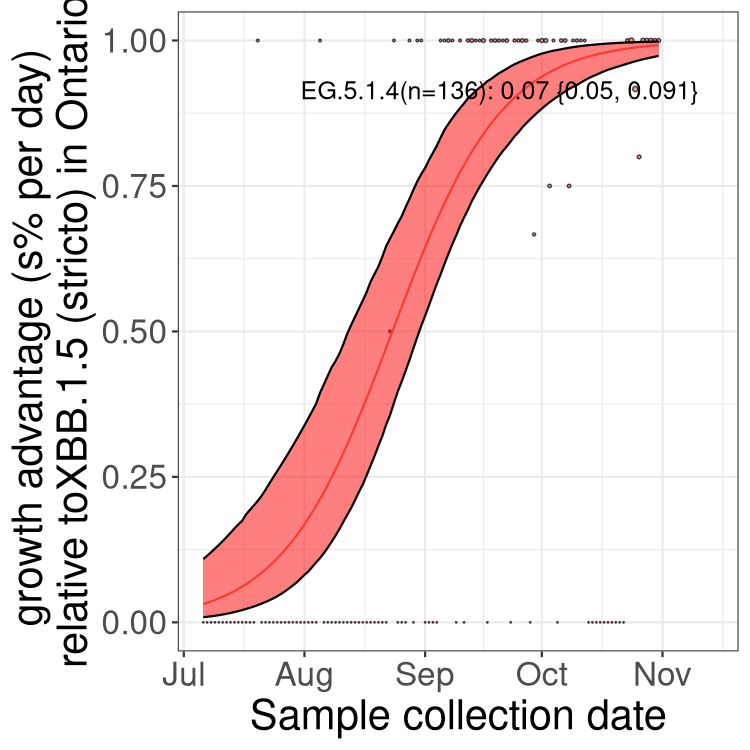 growth advantage (s% per day)
relative toXBB.1.5 (stricto) in Ontario
1.00
0.75
0.50
0.25
0.00
EG.5.1.4(n=136): 0.07 {0.05, 0.091}
Jul Aug Sep Oct Nov
Sample collection date